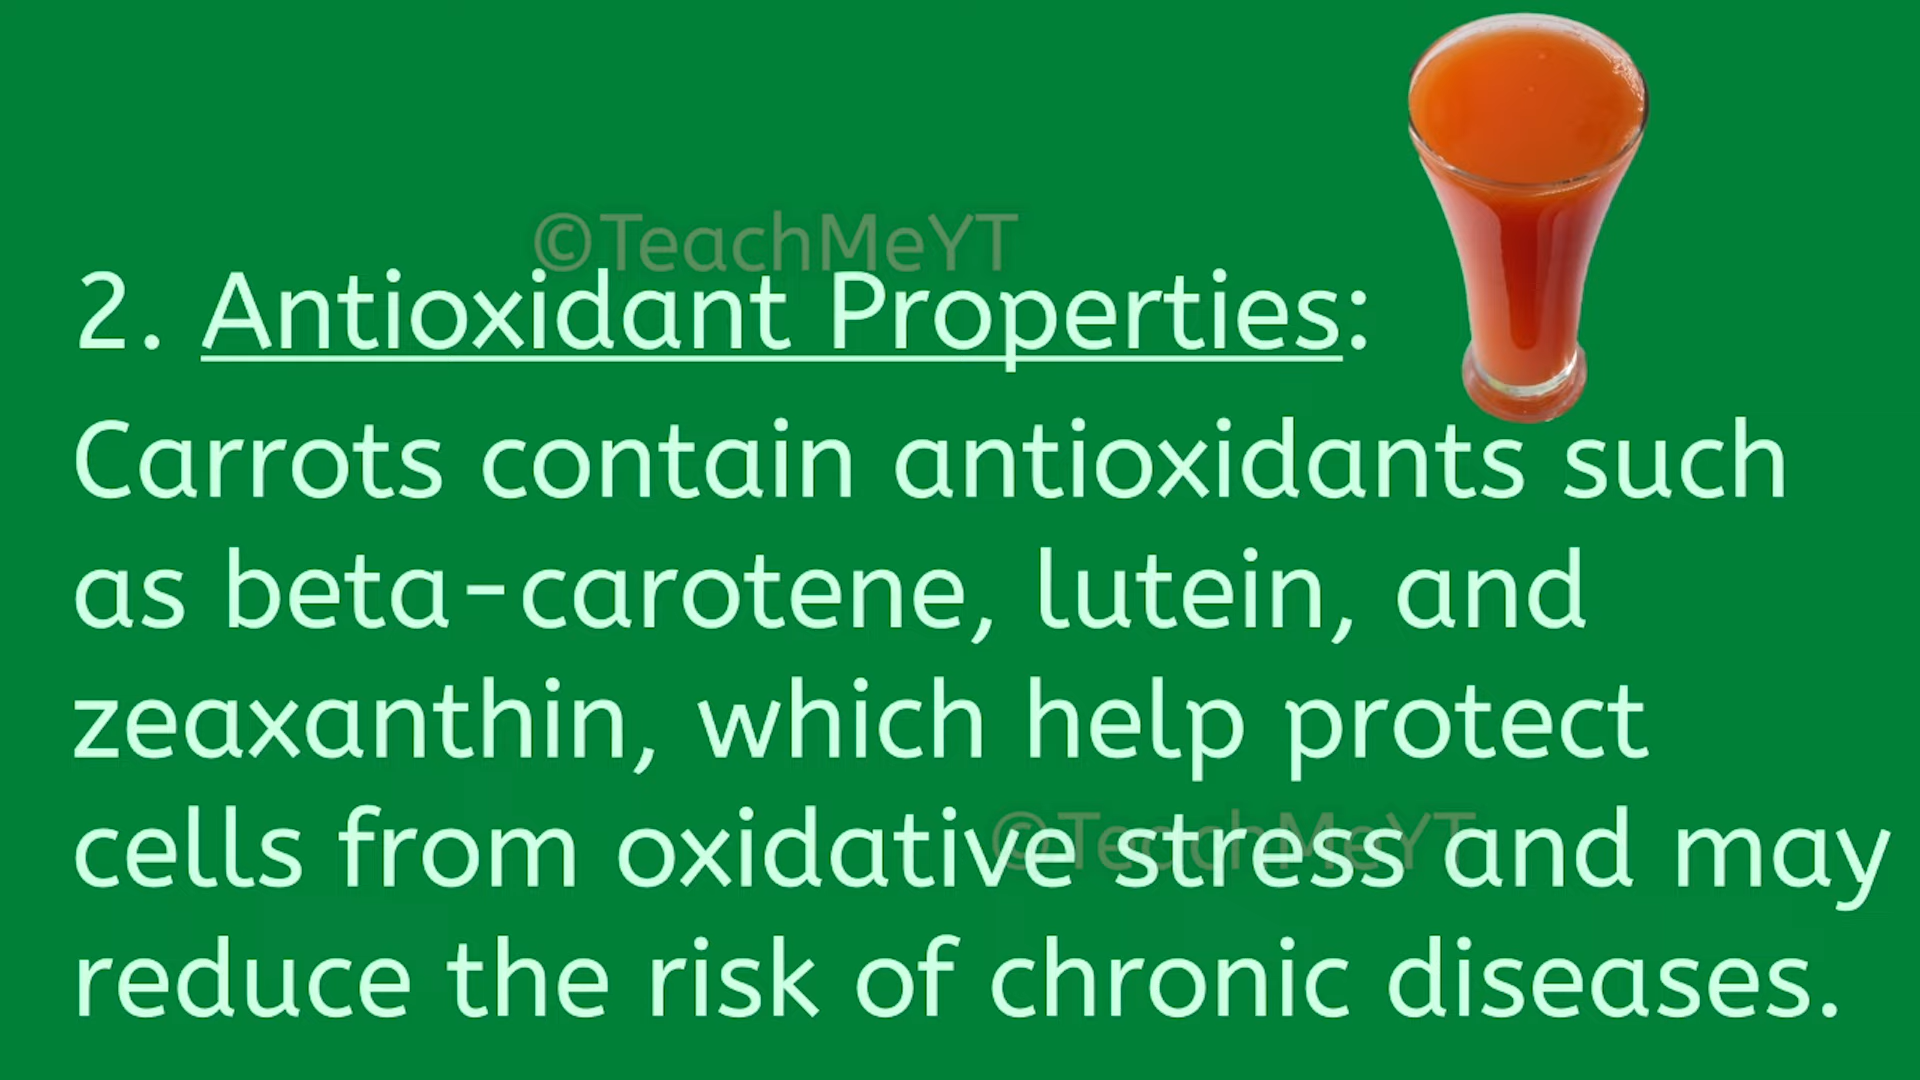 ©TeachMeYT
2. Antioxidant Properties:
Carrots contain antioxidants such
as beta-carotene, lutein, and
zeaxanthin, which help protect
cells from oxidative stress and may
©TeachMeYT
reduce the risk of chronic diseases.